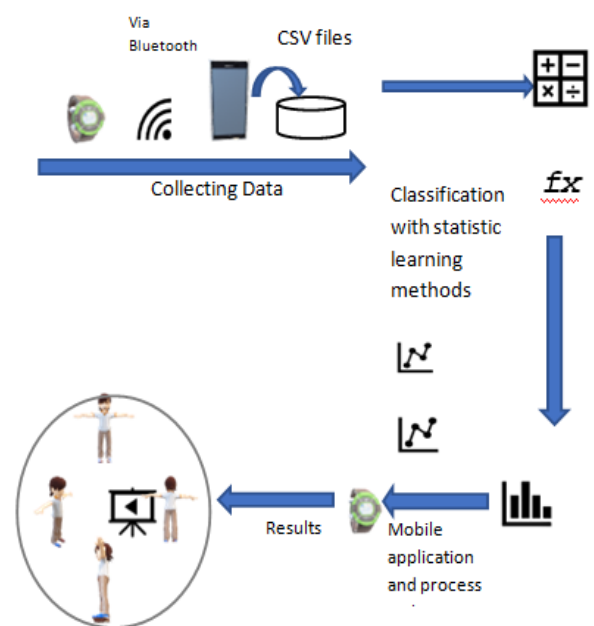 Via
Bluetooth
CSV files
Collecting Data
fx
Classification
with statistic
learning
methods
Results
Mobile
application
and process